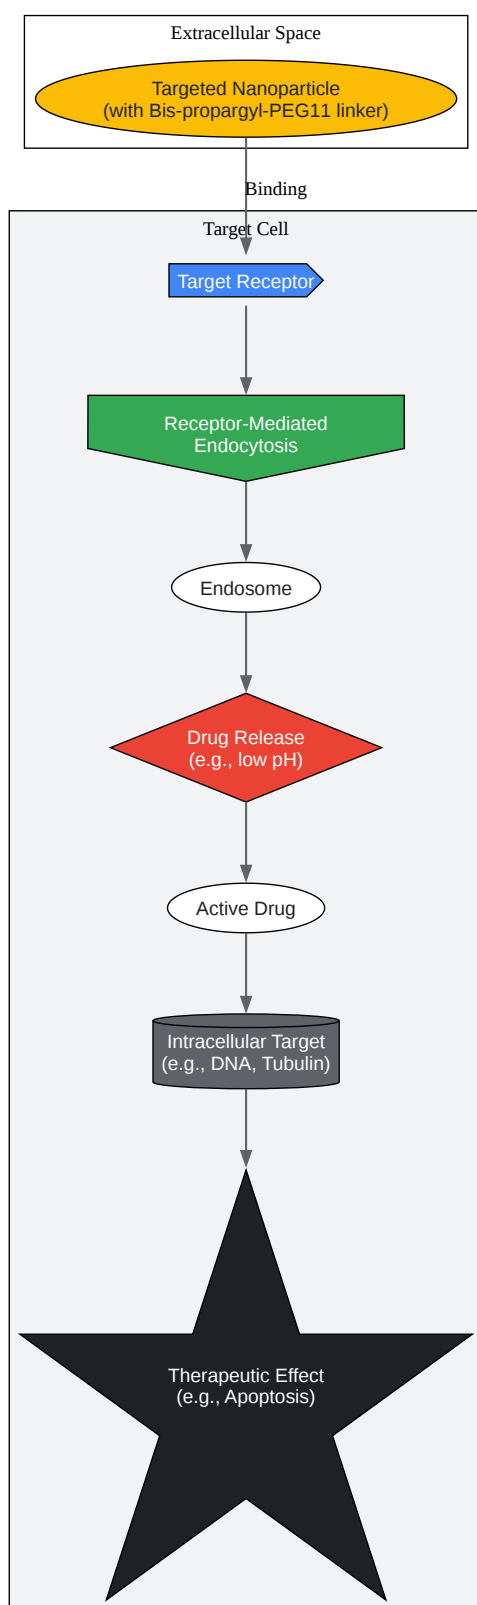 Extracellular Space
Targeted Nanoparticle
(with Bis-propargyl-PEG11 linker)
Binding
Target Cell
Target Receptor
Receptor-Mediated
Endocytosis
Endosome
Drug Release
(e.g., low pH)
Active Drug
Intracellular Target
(e.g., DNA, Tubulin)
Therapeutic Effect
(e.g., Apoptosis)